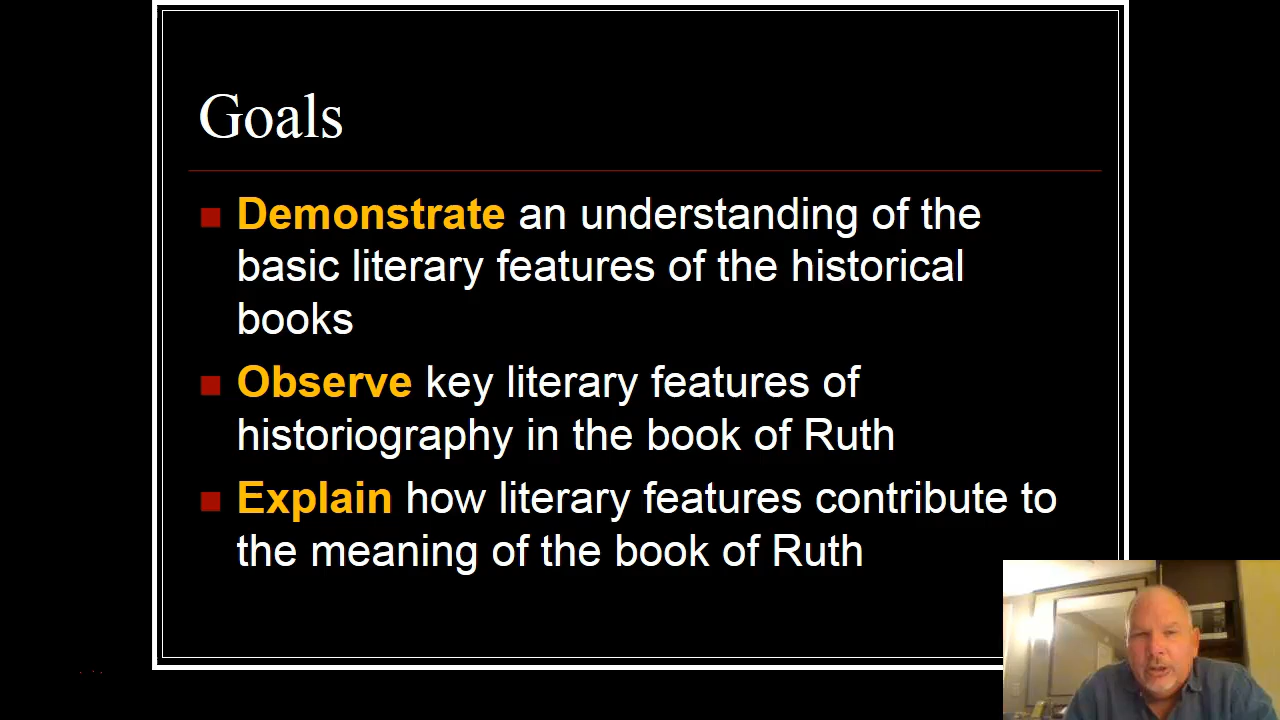 Goals
Demonstrate an understanding of the
basic literary features of the historical
books
Observe key literary features of
historiography in the book of Ruth
Explain how literary features contribute to
the meaning of the book of Ruth